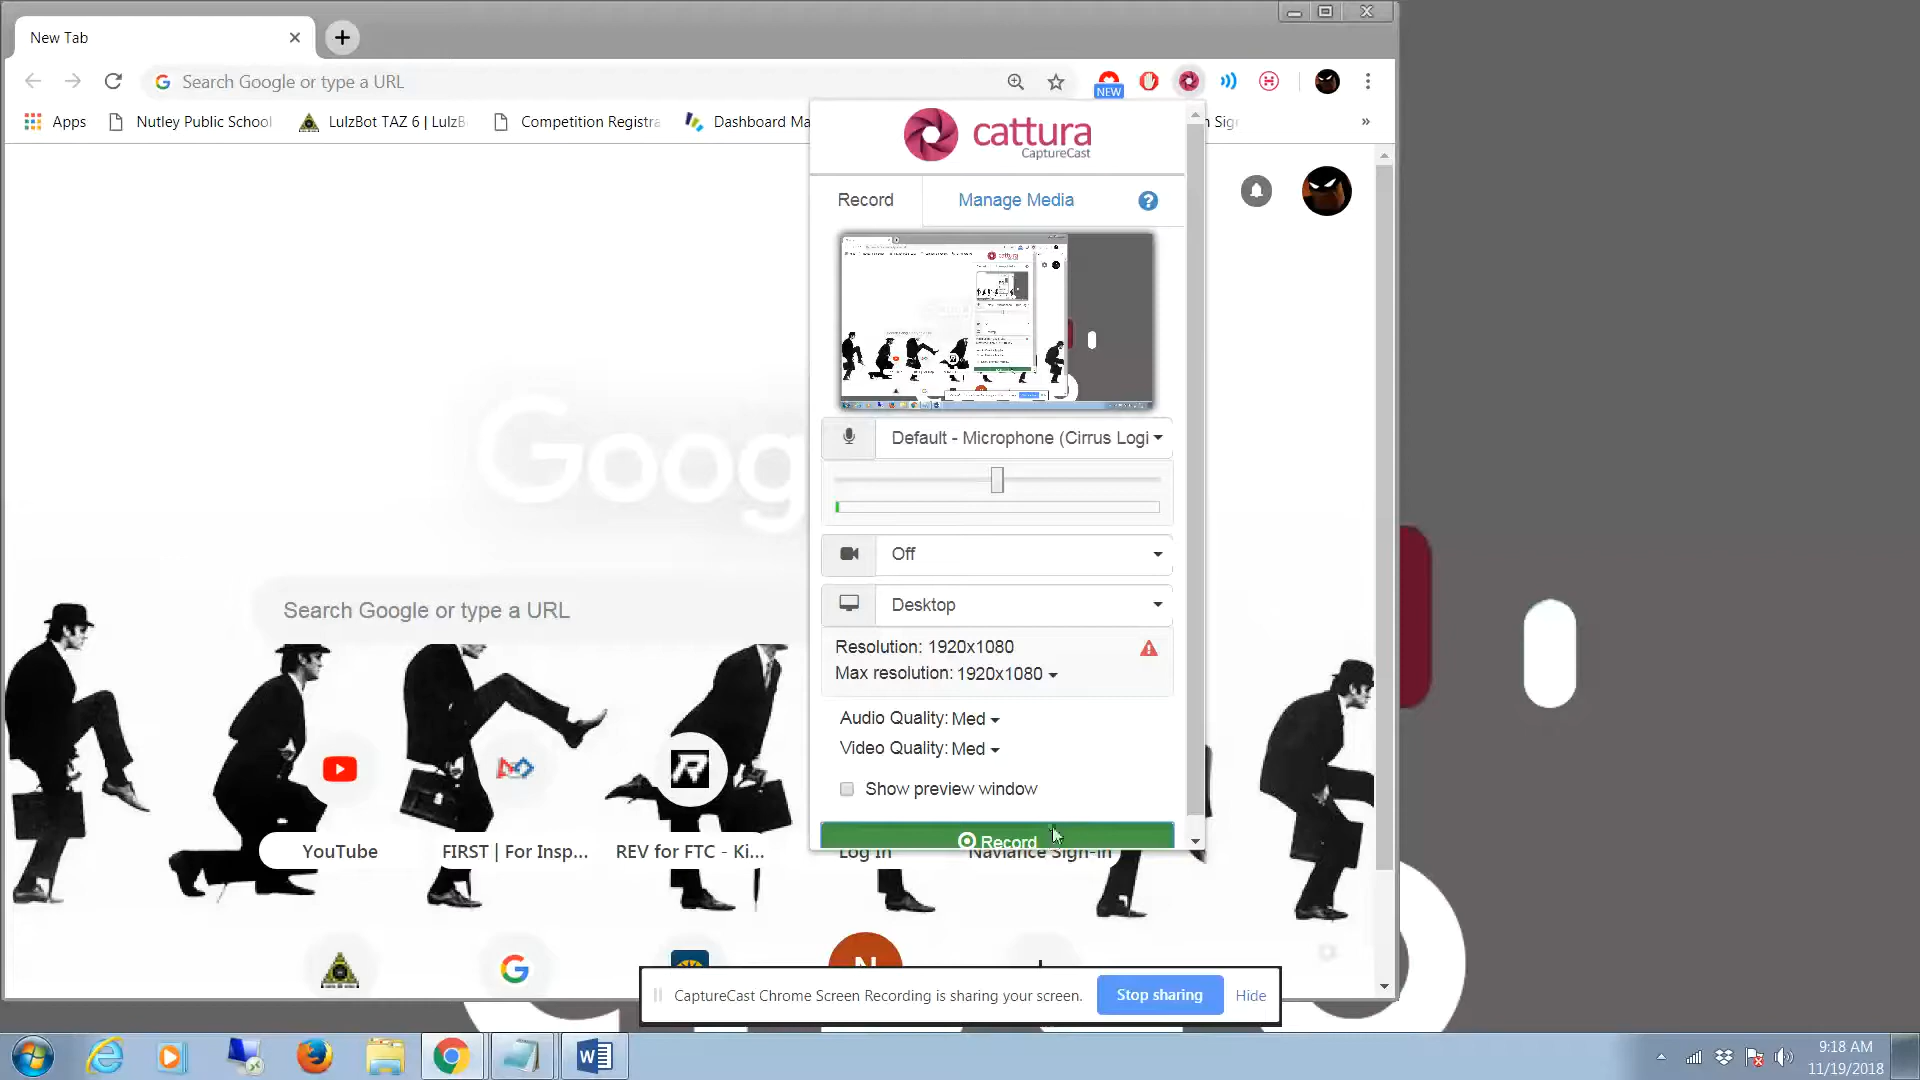 New Tab
Search Google or type a URL
NEW
Apps
Nutley Public School
LulzBot TAZ 6 | LulzB
Competition Registra
Dashboard Ma
n Sig
»
cattura
CaptureCast
Record
Manage Media
?
Default - Microphone (Cirrus Logi
Off
Desktop
Resolution: 1920x1080
Max resolution: 1920x1080
Audio Quality: Med
Video Quality: Med
Show preview window
Record
Goog
Search Google or type a URL
YouTube
FIRST | For Insp...
REV for FTC - Ki...
Log In
Naviance Sign-in
N
CaptureCast Chrome Screen Recording is sharing your screen.
Stop sharing
Hide
9:18 AM
11/19/2018